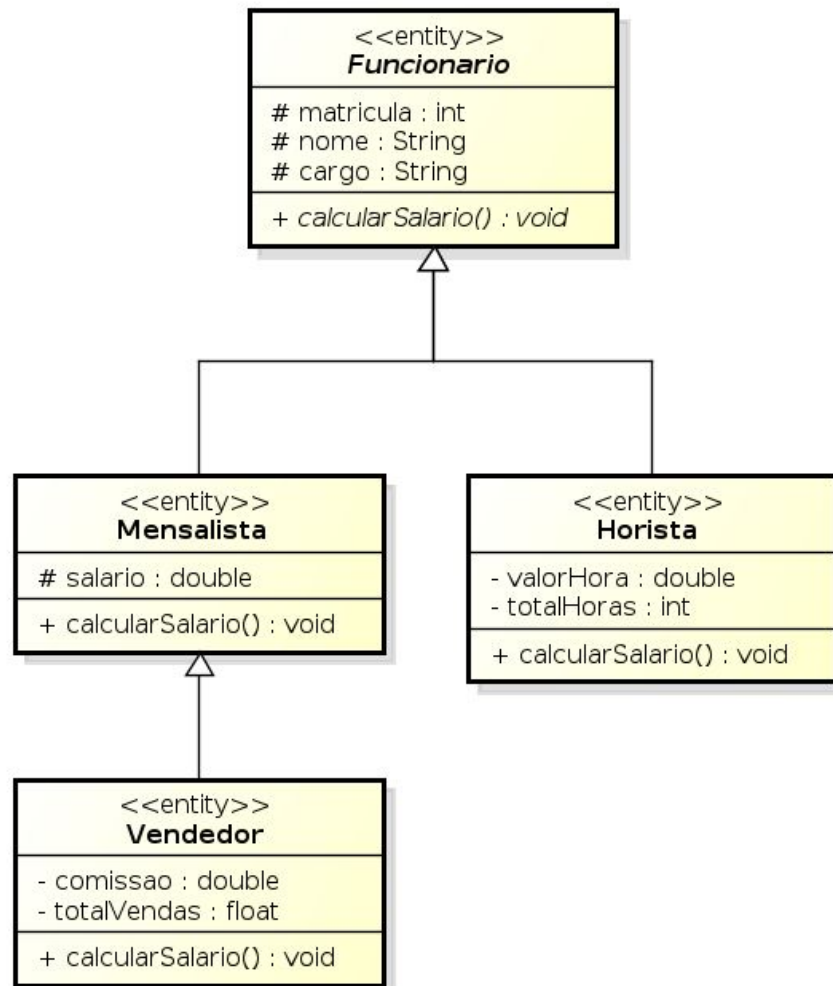 <<entity>>
Funcionario
# matricula : int
# nome : String
# cargo : String
+ calcularSalario() : void
<<entity>>
Mensalista
# salario : double
+ calcularSalario() : void
<<entity>>
Horista
- valorHora : double
- totalHoras : int
+ calcularSalario() : void
<<entity>>
Vendedor
- comissao : double
- totalVendas : float
+ calcularSalario() : void